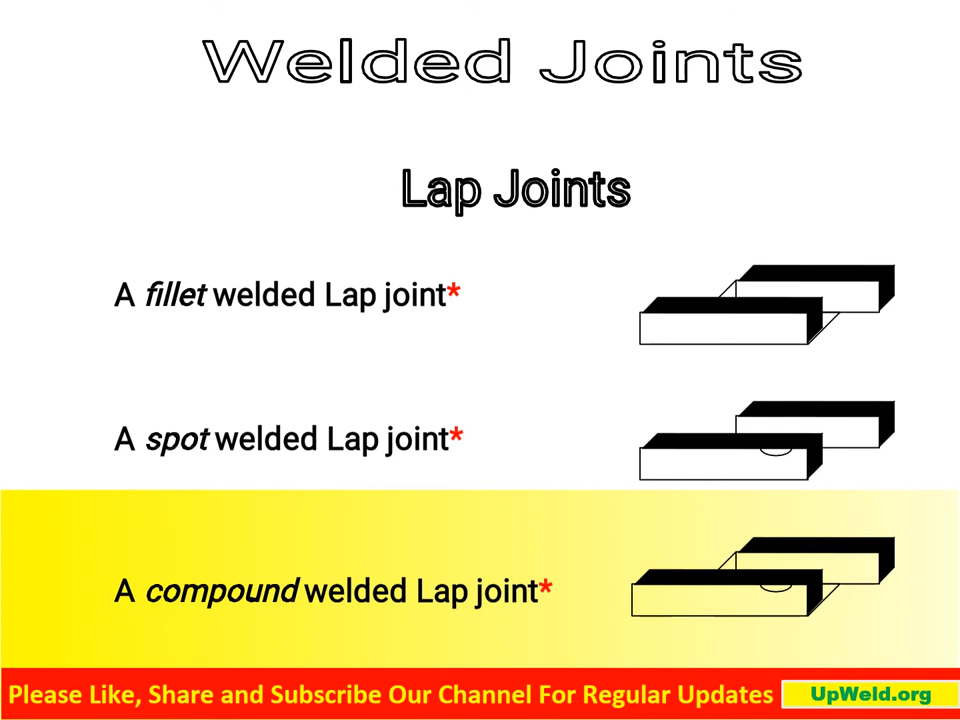 Welded Joints
Lap Joints
A fillet welded Lap joint*
A spot welded Lap joint*
A compound welded Lap joint*
Please Like, Share and Subscribe Our Channel For Regular Updates UpWeld.org